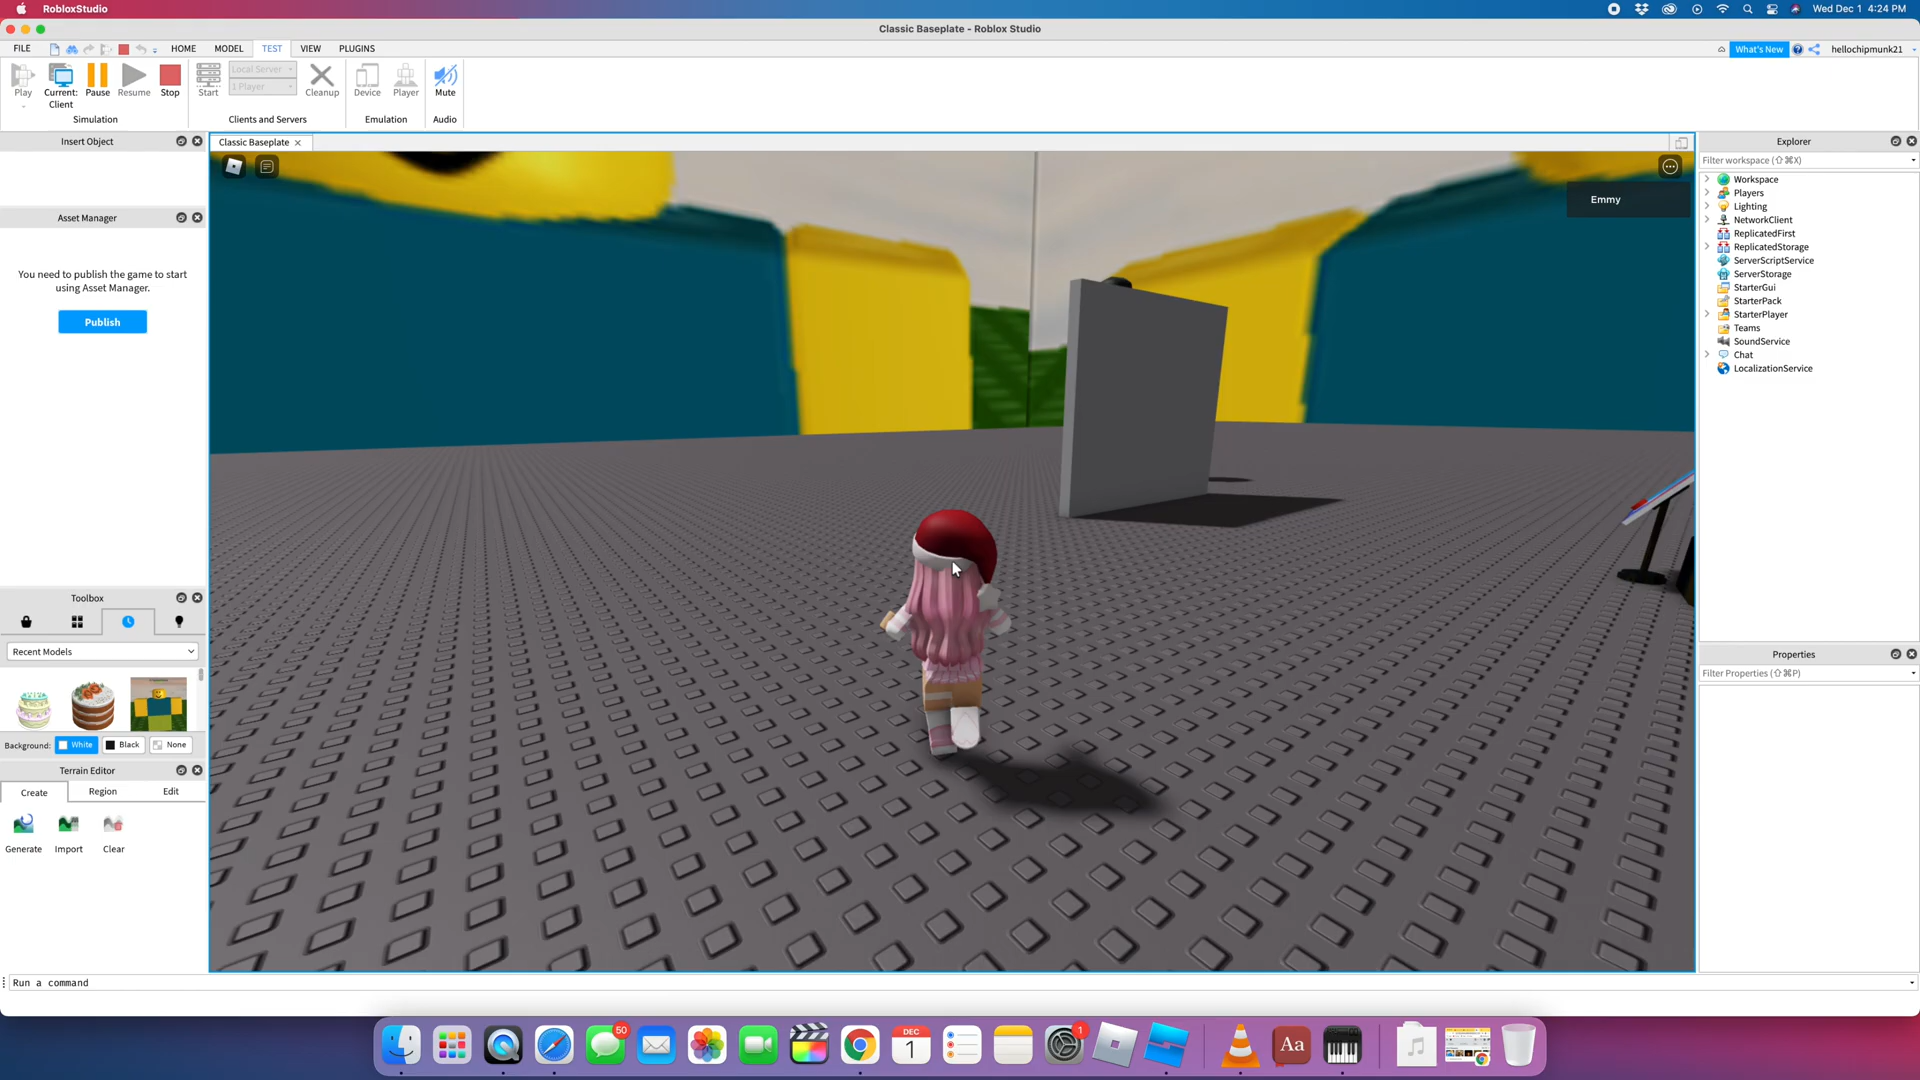 RobloxStudio
Wed Dec 1 4:24 PM
Classic Baseplate - Roblox Studio
FILE HOME MODEL TEST VIEW PLUGINS
What's New hellochipmunk21
Play Current: Client Pause Resume Stop Start Local Server 1 Player Cleanup Device Player Mute
Simulation Clients and Servers Emulation Audio
Insert Object
Classic Baseplate
Explorer
Filter workspace (⇧⌘X)
Emmy
Workspace
Players
Lighting
NetworkClient
ReplicatedFirst
ReplicatedStorage
ServerScriptService
ServerStorage
StarterGui
StarterPack
StarterPlayer
Teams
SoundService
Chat
LocalizationService
Asset Manager
You need to publish the game to start
using Asset Manager.
Publish
Toolbox
Recent Models
Background: White Black None
Terrain Editor
Create Region Edit
Generate Import Clear
Properties
Filter Properties (⇧⌘P)
Run a command
50
DEC
1
1
Aa